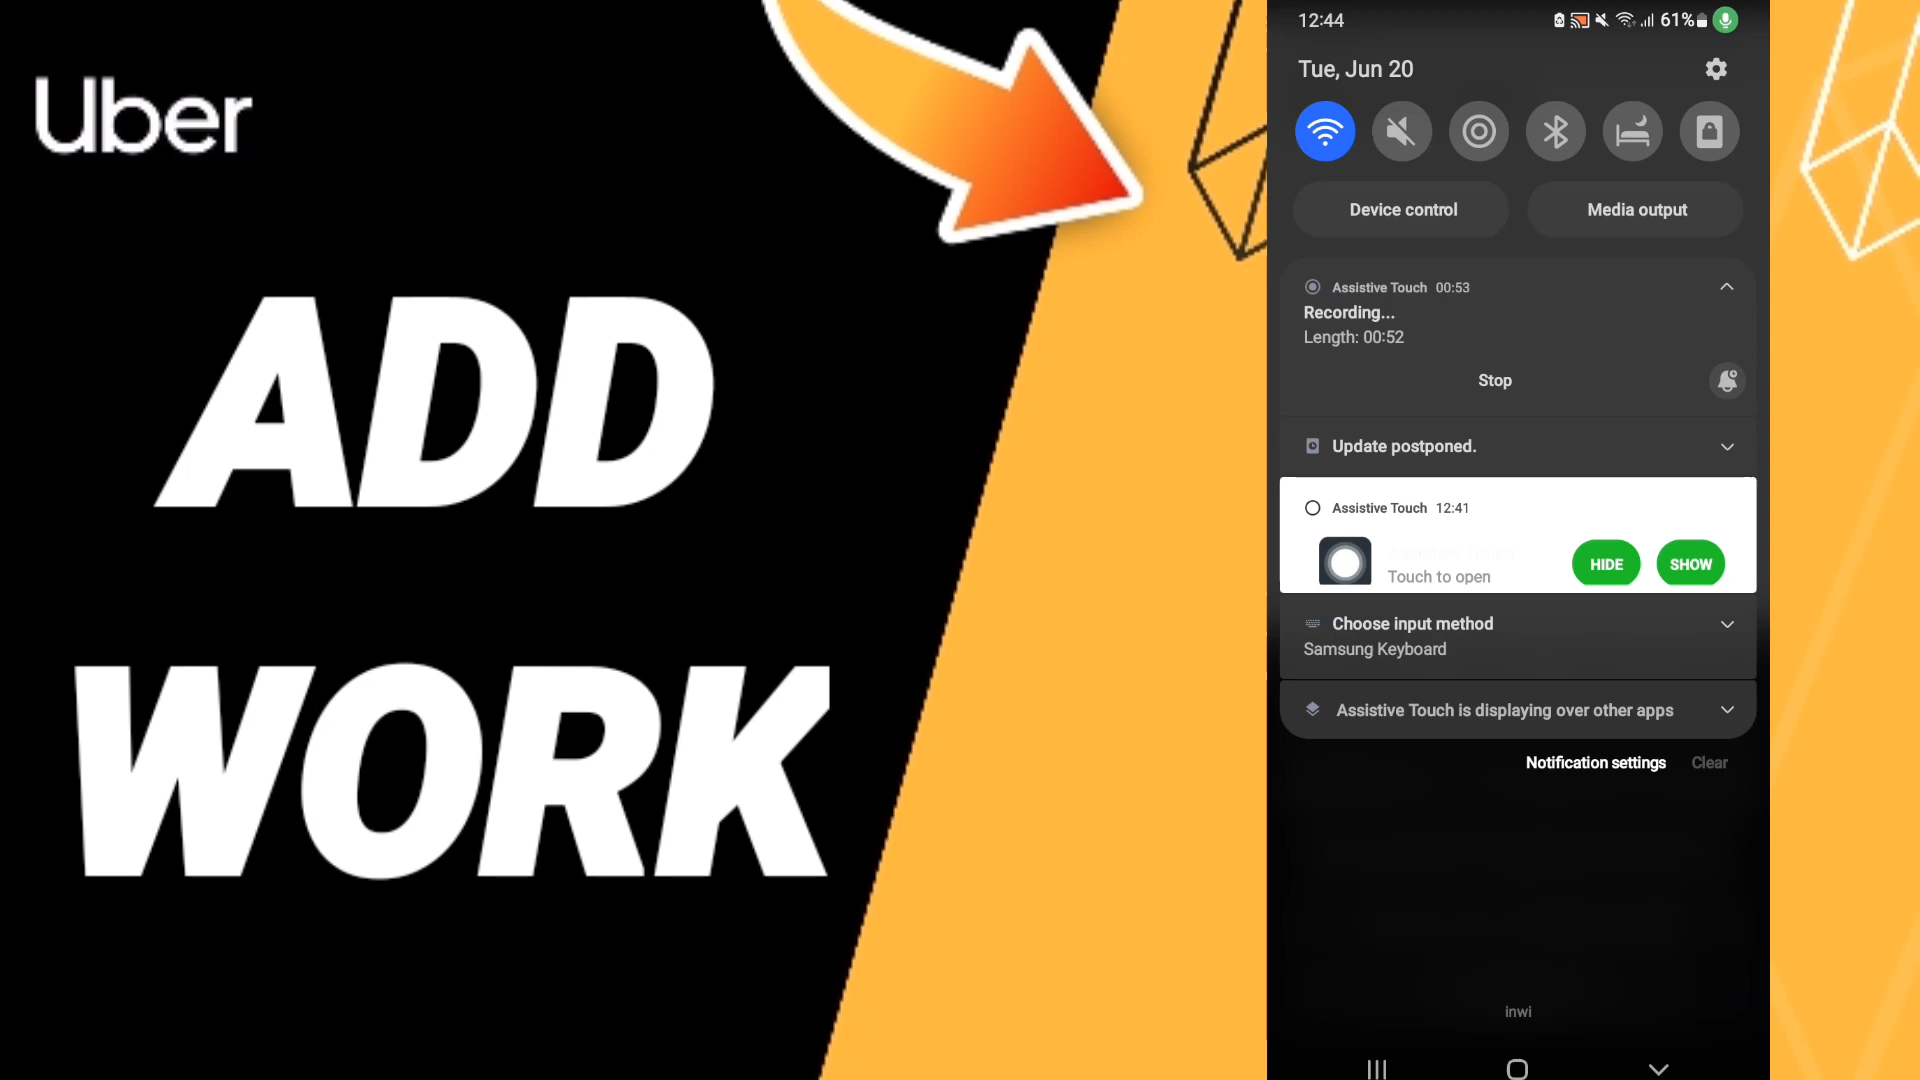 Uber
ADD
WORK
12:44
61%
Tue, Jun 20
Device control
Media output
Assistive Touch 00:53
Recording...
Length: 00:52
Stop
Update postponed.
Assistive Touch 12:41
Touch to open
HIDE
SHOW
Choose input method
Samsung Keyboard
Assistive Touch is displaying over other apps
Notification settings
Clear
inwi